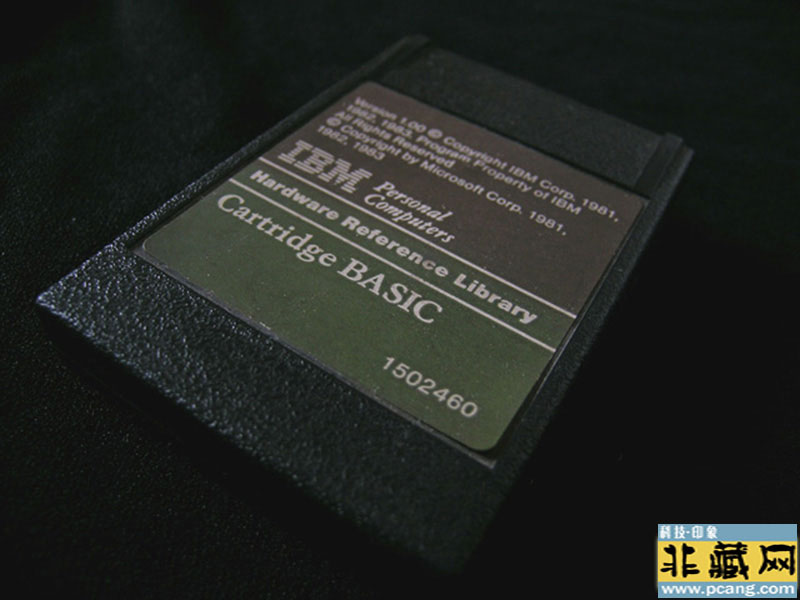 Version 1.00 © Copyright IBM Corp. 1981,
1982, 1983. Program Property of IBM
All Rights Reserved
© Copyright by Microsoft Corp. 1981,
1982, 1983
IBM Personal
Computers
Hardware Reference Library
Cartridge BASIC
1502460
科技·印象
非藏网
www.pcang.com